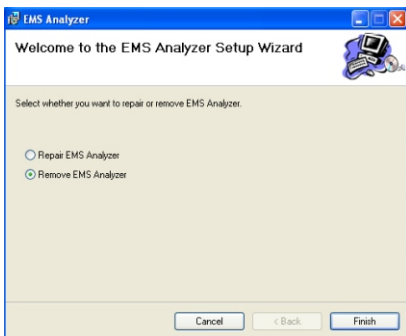 EMS Analyzer
Welcome to the EMS Analyzer Setup Wizard
Select whether you want to repair or remove EMS Analyzer.
Repair EMS Analyzer
Remove EMS Analyzer
Cancel
< Back
Finish